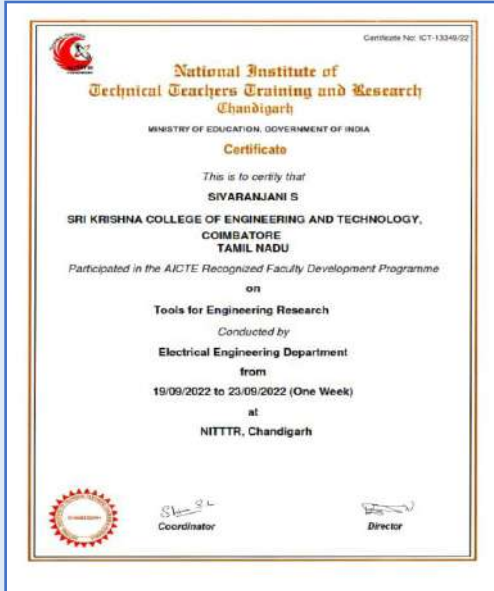 Certificate No: ICT-13349/22
National Institute of
Technical Teachers Training and Research
Chandigarh
MINISTRY OF EDUCATION, GOVERNMENT OF INDIA
Certificate
This is to certify that
SIVARANJANI S
SRI KRISHNA COLLEGE OF ENGINEERING AND TECHNOLOGY,
COIMBATORE
TAMIL NADU
Participated in the AICTE Recognized Faculty Development Programme
on
Tools for Engineering Research
Conducted by
Electrical Engineering Department
from
19/09/2022 to 23/09/2022 (One Week)
at
NITTTR, Chandigarh
Coordinator
Director